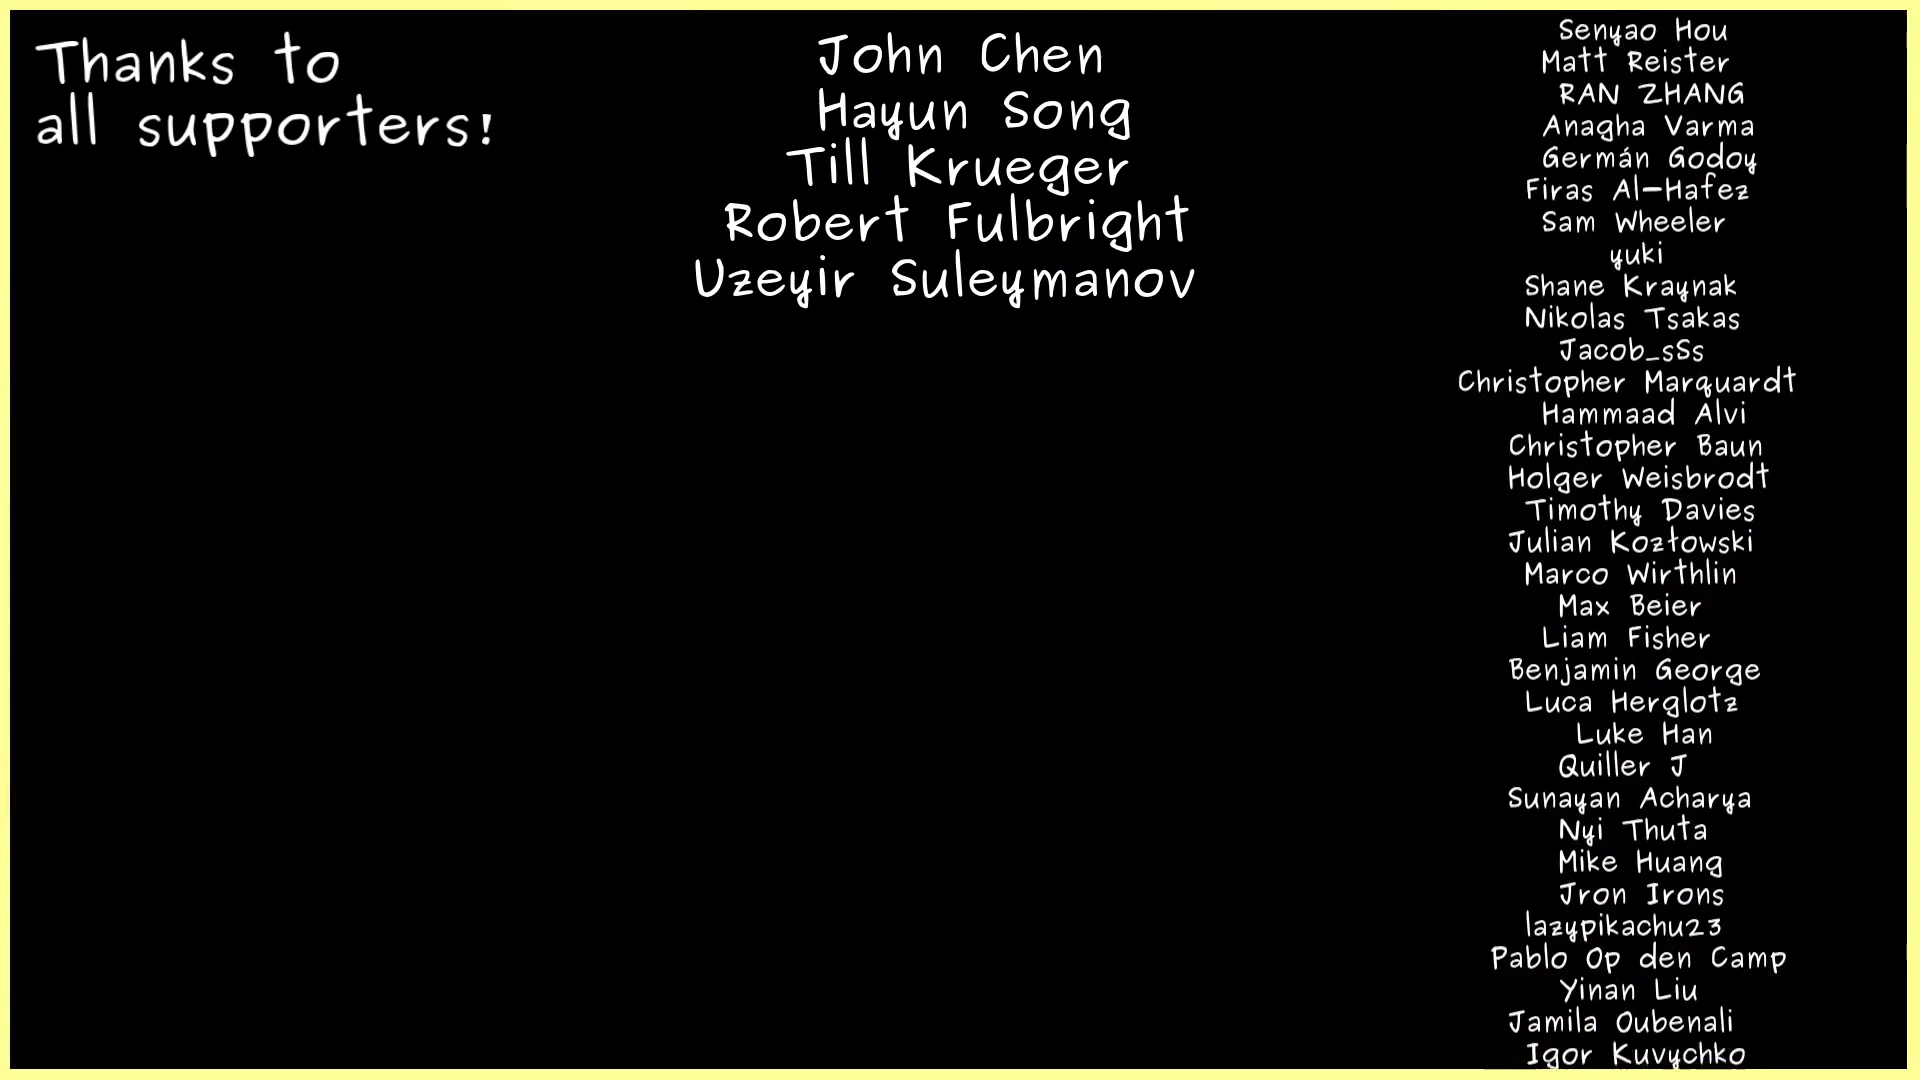 Thanks to
all supporters!
John Chen
Hayun Song
Till Krueger
Robert Fulbright
Uzeyir Suleymanov
Senyao Hou
Matt Reister
RAN ZHANG
Anagha Varma
Germán Godoy
Firas Al-Hafez
Sam Wheeler
yuki
Shane Kraynak
Nikolas Tsakas
Jacob_sSs
Christopher Marquardt
Hammaad Alvi
Christopher Baun
Holger Weisbrodt
Timothy Davies
Julian Kozłowski
Marco Wirthlin
Max Beier
Liam Fisher
Benjamin George
Luca Herglotz
Luke Han
Quiller J
Sunayan Acharya
Nyi Thuta
Mike Huang
Jron Irons
lazypikachu23
Pablo Op den Camp
Yinan Liu
Jamila Oubenali
Igor Kuvychko